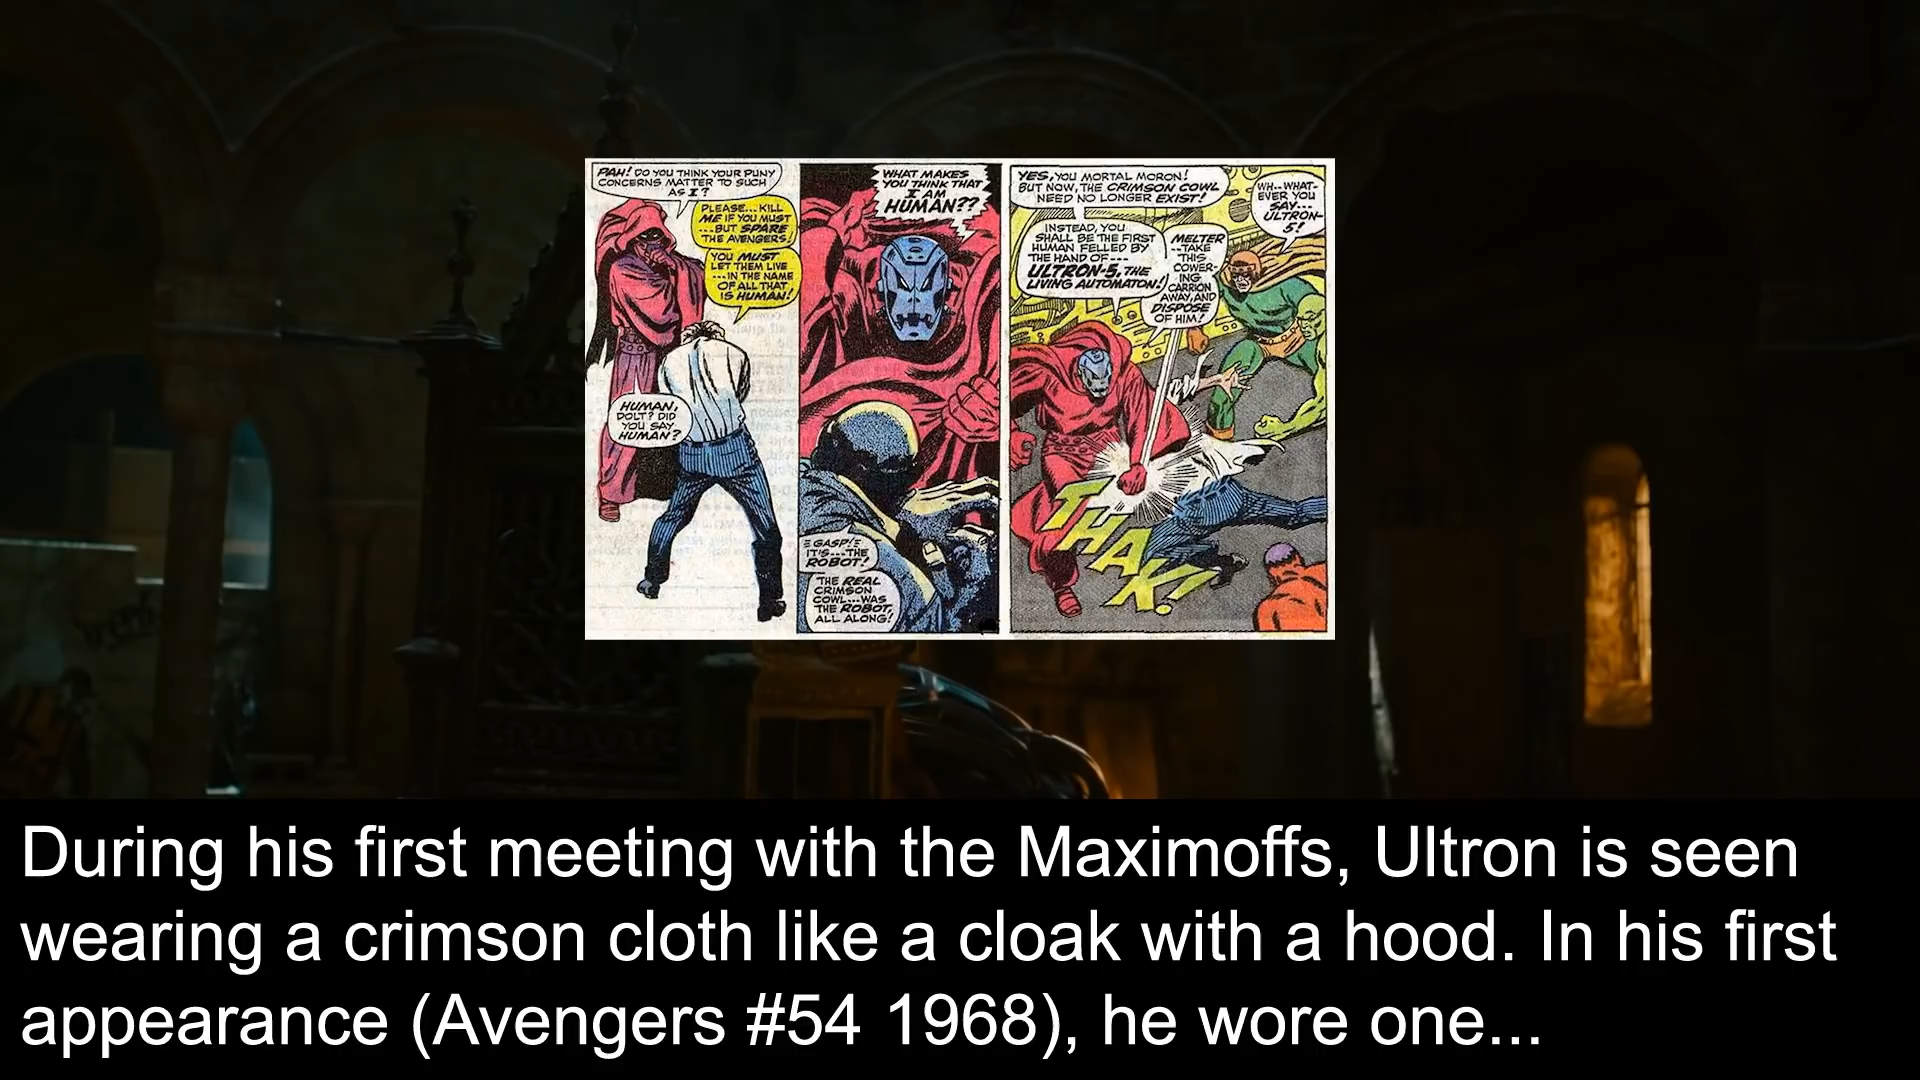 PAH! DO YOU THINK YOUR PUNY
CONCERNS MATTER TO SUCH
AS I?
PLEASE...KILL
ME IF YOU MUST
...BUT SPARE
THE AVENGERS!
YOU MUST
LET THEM LIVE
---IN THE NAME
OF ALL THAT
IS HUMAN!
HUMAN,
DOLT? DID
YOU SAY
HUMAN?
WHAT MAKES
YOU THINK THAT
I AM
HUMAN??
GASP!
IT'S---THE
ROBOT!
THE REAL
CRIMSON
COWL---WAS
THE ROBOT,
ALL ALONG!
YES, YOU MORTAL MORON!
BUT NOW, THE CRIMSON COWL
NEED NO LONGER EXIST!
INSTEAD, YOU
SHALL BE THE FIRST
HUMAN FELLED BY
THE HAND OF---
ULTRON-5, THE
LIVING AUTOMATON!
MELTER
--TAKE
THIS
COWER-
ING
CARRION
AWAY, AND
DISPOSE
OF HIM!
WH--WHAT-
EVER YOU
SAY---
ULTRON-
5!
THAK!
During his first meeting with the Maximoffs, Ultron is seen
wearing a crimson cloth like a cloak with a hood. In his first
appearance (Avengers #54 1968), he wore one...